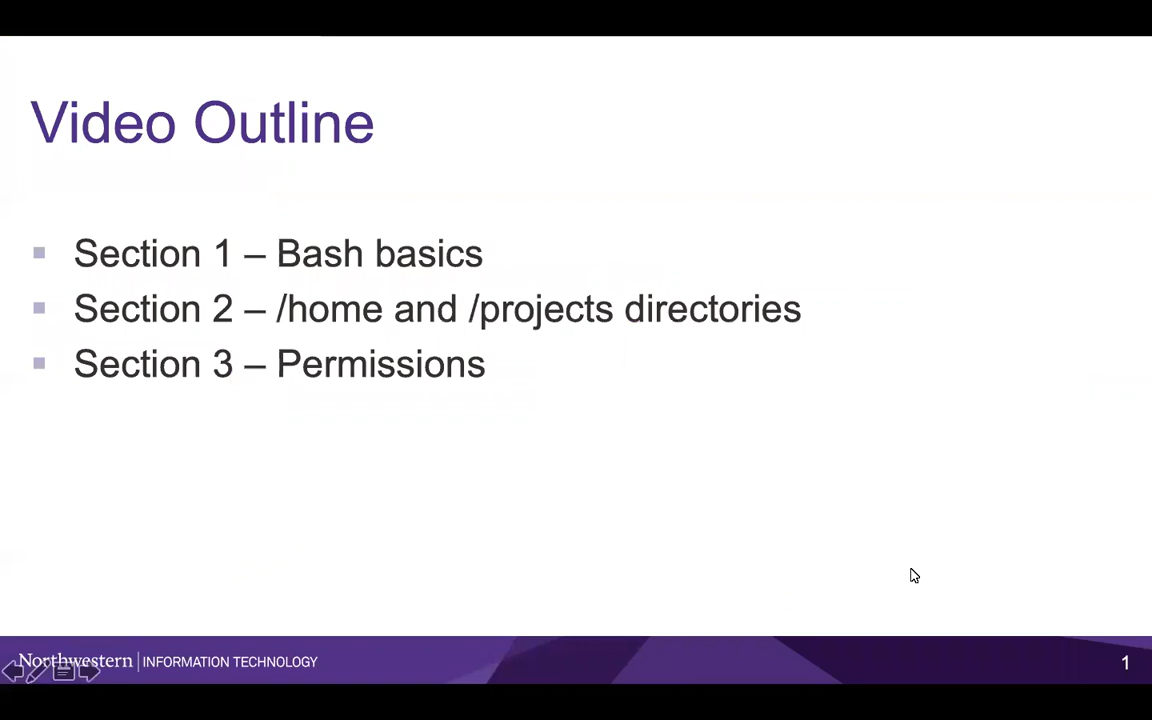 Video Outline
Section 1 – Bash basics
Section 2 – /home and /projects directories
Section 3 – Permissions
Northwestern | INFORMATION TECHNOLOGY
1